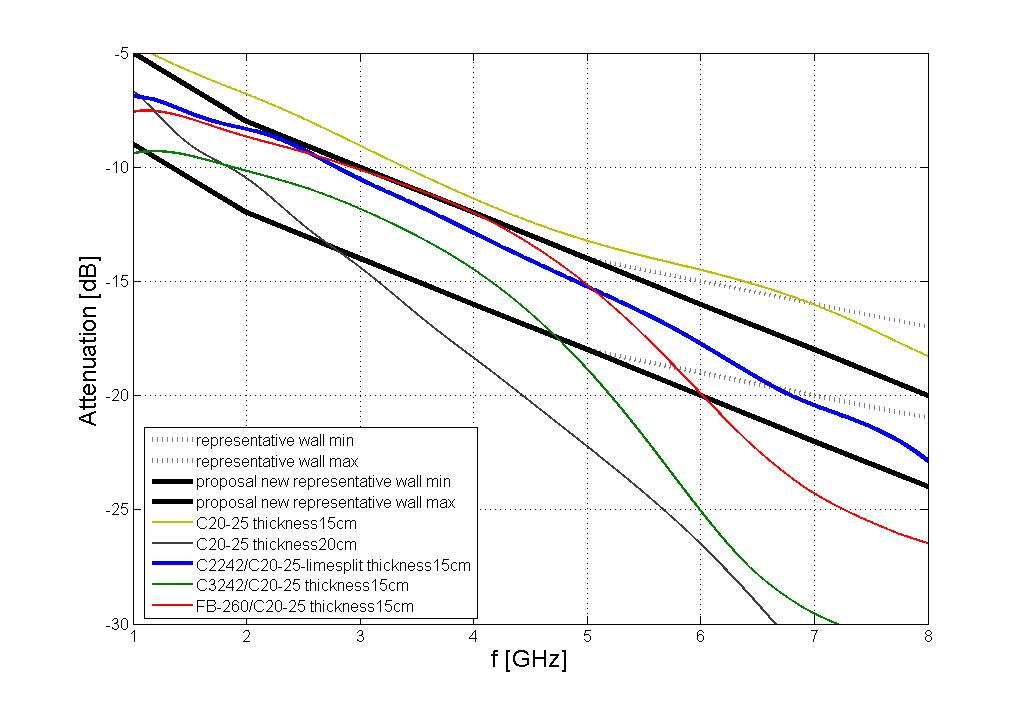 -5
-10
-15
-20
-25
-30
Attenuation [dB]
representative wall min
representative wall max
proposal new representative wall min
proposal new representative wall max
C20-25 thickness15cm
C20-25 thickness20cm
C2242/C20-25-limesplit thickness15cm
C3242/C20-25 thickness15cm
FB-260/C20-25 thickness15cm
1 2 3 4 5 6 7 8
f [GHz]